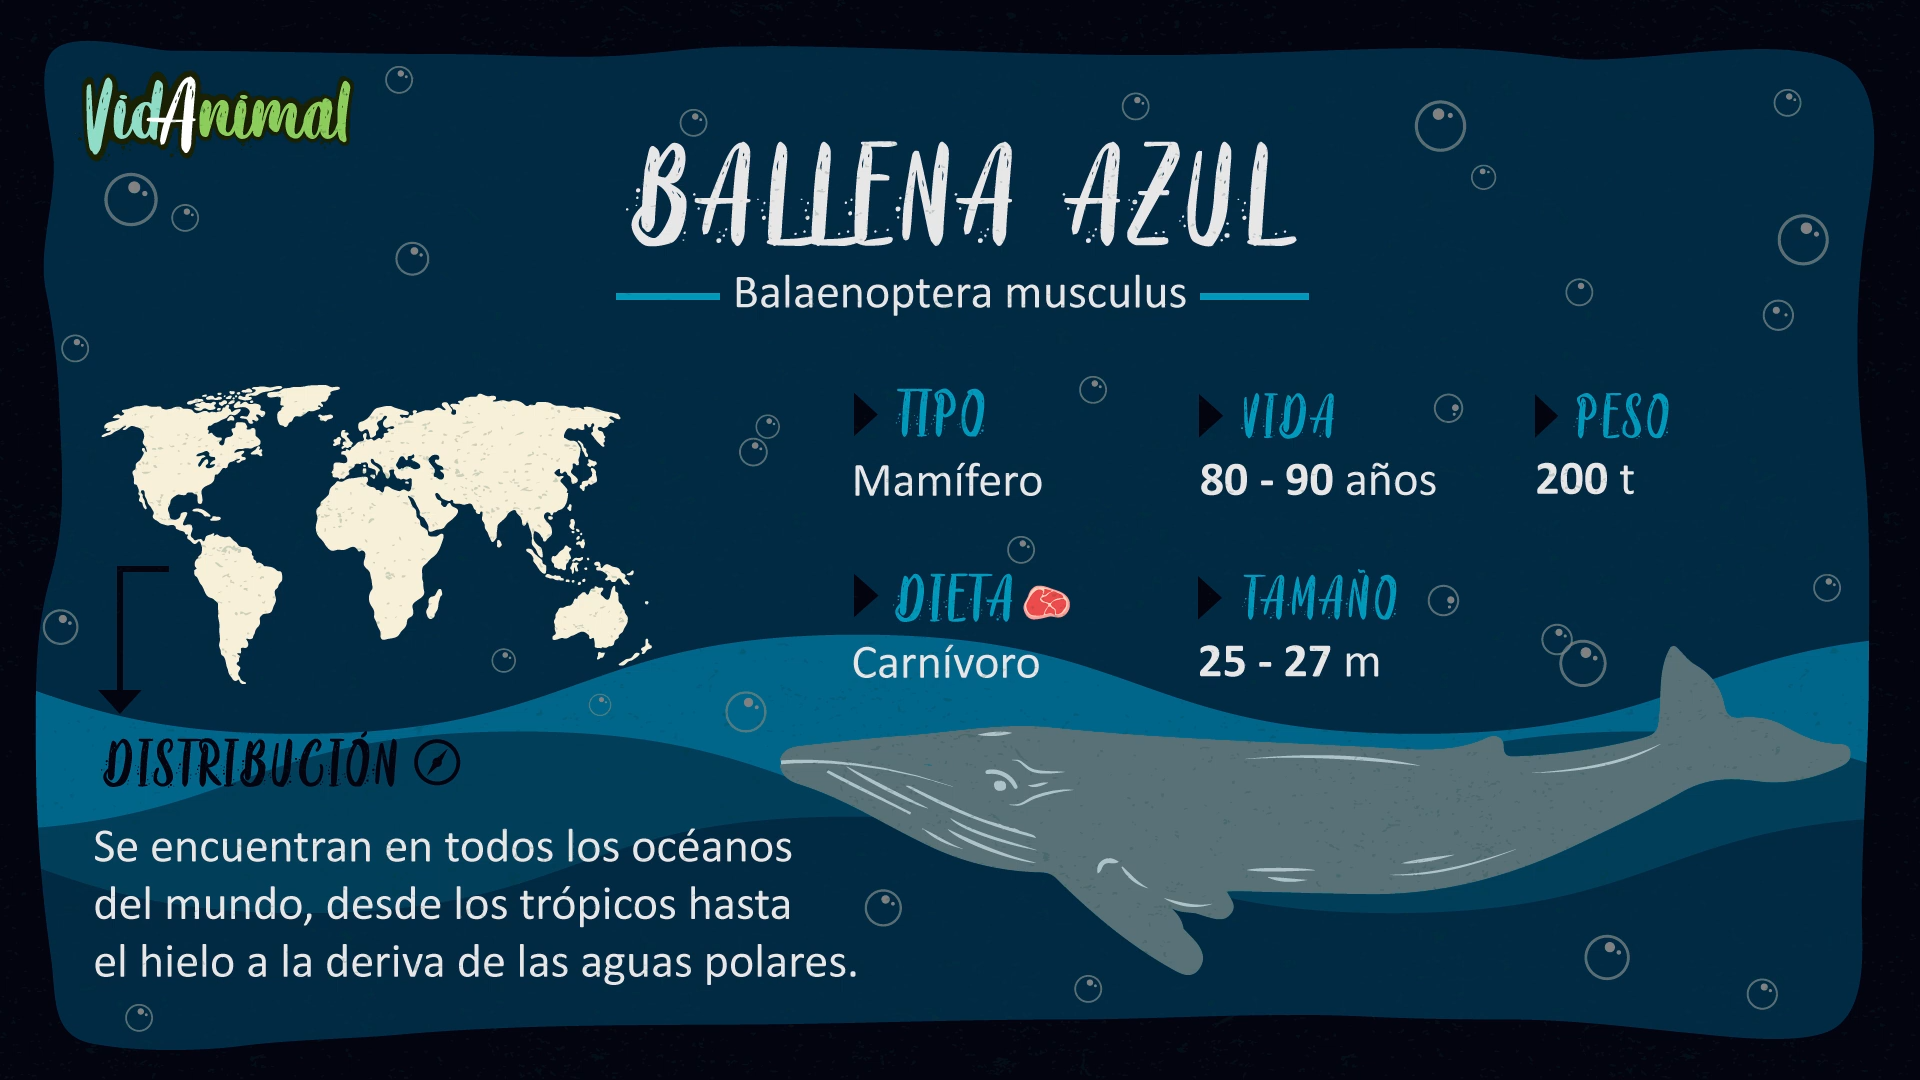 VidAnimal
BALLENA AZUL
Balaenoptera musculus
TIPO
Mamífero
VIDA
80 - 90 años
PESO
200 t
DIETA
Carnívoro
TAMAÑO
25 - 27 m
DISTRIBUCIÓN
Se encuentran en todos los océanos
del mundo, desde los trópicos hasta
el hielo a la deriva de las aguas polares.